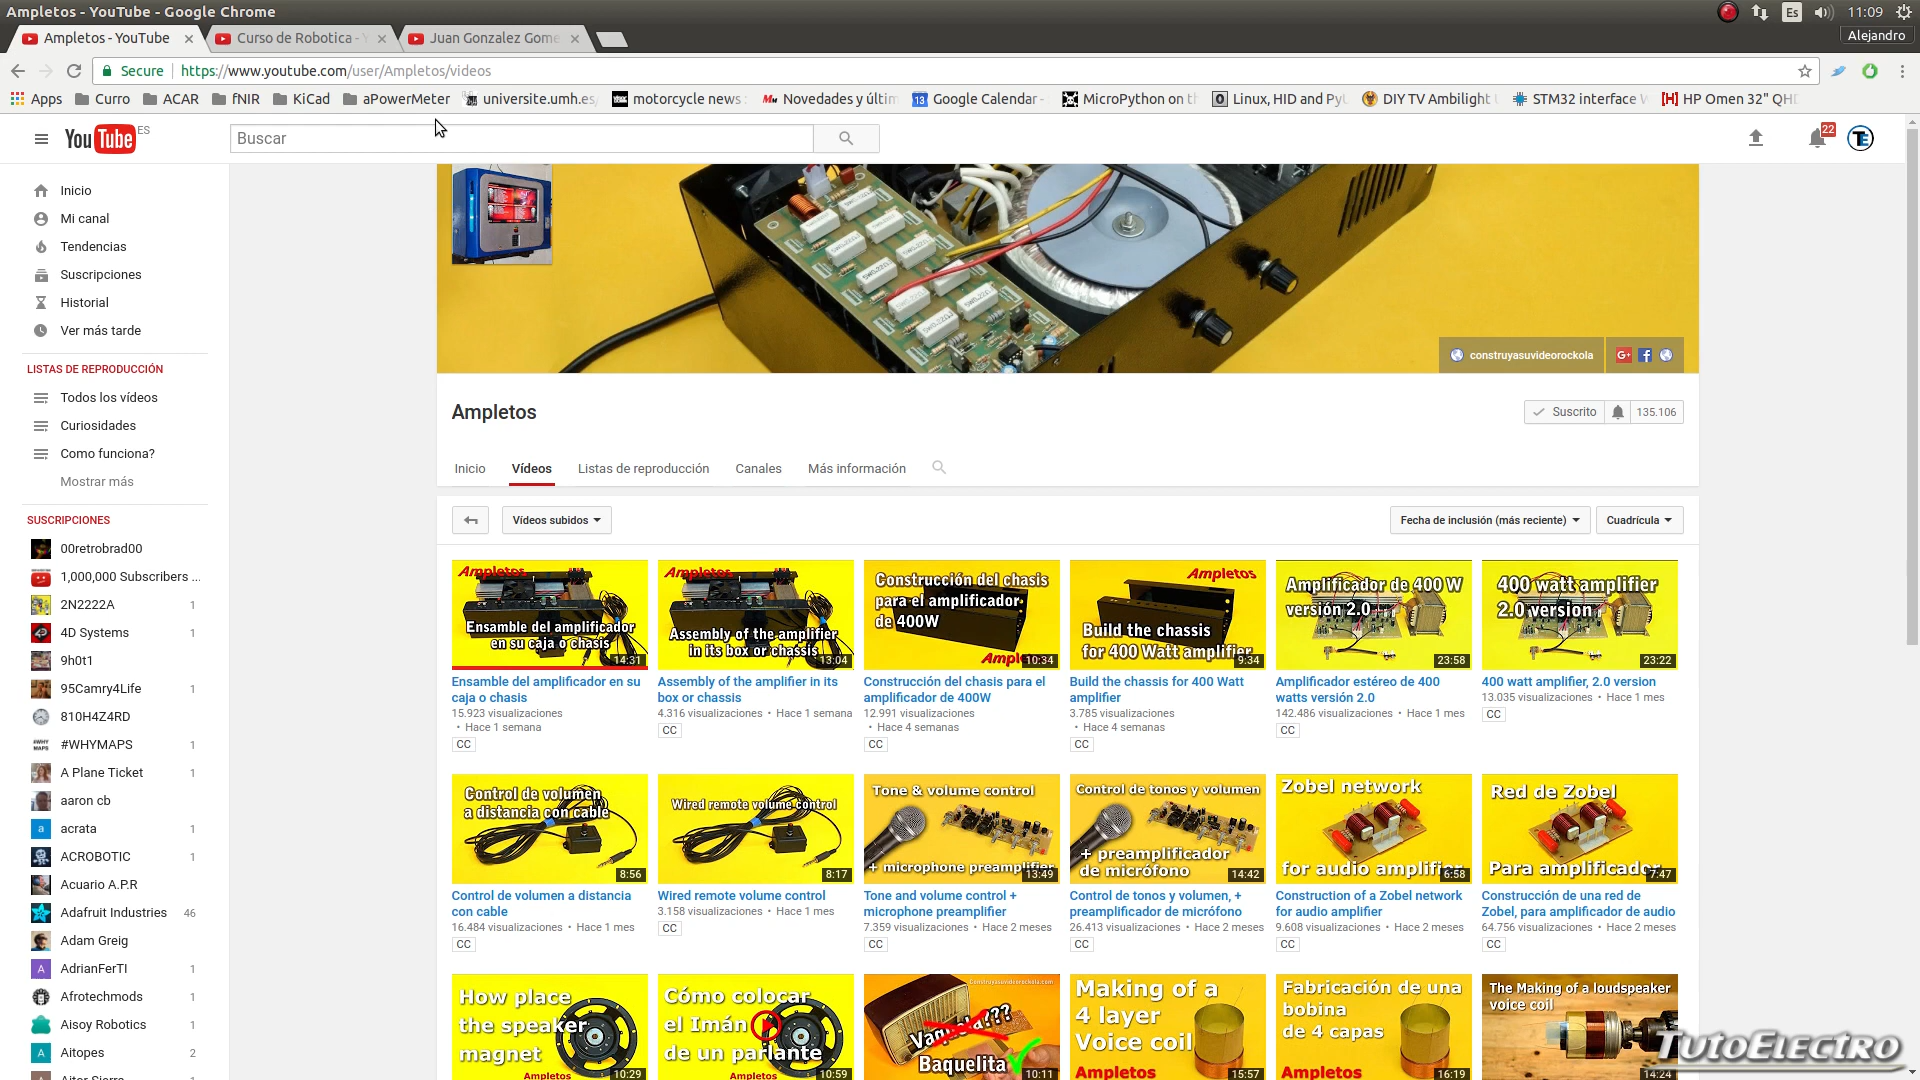 Ampletos - YouTube - Google Chrome
Es
11:09
Ampletos - YouTube
Curso de Robotica -
Juan Gonzalez Gome
Alejandro
Secure
https://www.youtube.com/user/Ampletos/videos
Apps
Curro
ACAR
fNIR
KiCad
aPowerMeter
universite.umh.es
motorcycle news
Novedades y últim
Google Calendar -
MicroPython on th
Linux, HID and Py
DIY TV Ambilight
STM32 interface
HP Omen 32" QHD
YouTube ES
Buscar
22
TE
Inicio
Mi canal
Tendencias
Suscripciones
Historial
Ver más tarde
LISTAS DE REPRODUCCIÓN
Todos los vídeos
Curiosidades
Como funciona?
Mostrar más
SUSCRIPCIONES
00retrobrad00
1,000,000 Subscribers ...
2N2222A 1
4D Systems 1
9h0t1
95Camry4Life 1
810H4Z4RD
#WHYMAPS 1
A Plane Ticket 1
aaron cb
acrata 1
ACROBOTIC 1
Acuario A.P.R
Adafruit Industries 46
Adam Greig
AdrianFerTI 1
Afrotechmods 1
Aisoy Robotics 1
Aitopes 2
construyasuvideorockola
Ampletos
Suscrito
135.106
Inicio
Vídeos
Listas de reproducción
Canales
Más información
Vídeos subidos
Fecha de inclusión (más reciente)
Cuadrícula
Ampletos
Ensamble del amplificador
en su caja o chasis
14:31
Ampletos
Assembly of the amplifier
in its box or chassis
13:04
Construcción del chasis
para el amplificador
de 400W
10:34
Ampletos
Build the chassis
for 400 Watt amplifier
9:34
Amplificador de 400 W
versión 2.0
23:58
400 watt amplifier
2.0 version
23:22
Ensamble del amplificador en su
caja o chasis
15.923 visualizaciones
• Hace 1 semana
CC
Assembly of the amplifier in its
box or chassis
4.316 visualizaciones • Hace 1 semana
CC
Construcción del chasis para el
amplificador de 400W
12.991 visualizaciones
• Hace 4 semanas
CC
Build the chassis for 400 Watt
amplifier
3.785 visualizaciones
• Hace 4 semanas
CC
Amplificador estéreo de 400
watts versión 2.0
142.486 visualizaciones • Hace 1 mes
CC
400 watt amplifier, 2.0 version
13.035 visualizaciones • Hace 1 mes
CC
Control de volumen
a distancia con cable
8:56
Wired remote volume control
8:17
Tone & volume control
+ microphone preamplifier
13:49
Control de tonos y volumen
+ preamplificador
de micrófono
14:42
Zobel network
for audio amplifier
6:58
Red de Zobel
Para amplificador
7:47
Control de volumen a distancia
con cable
16.484 visualizaciones • Hace 1 mes
CC
Wired remote volume control
3.158 visualizaciones • Hace 1 mes
CC
Tone and volume control +
microphone preamplifier
7.359 visualizaciones • Hace 2 meses
CC
Control de tonos y volumen, +
preamplificador de micrófono
26.413 visualizaciones • Hace 2 meses
CC
Construction of a Zobel network
for audio amplifier
9.608 visualizaciones • Hace 2 meses
CC
Construcción de una red de
Zobel, para amplificador de audio
64.756 visualizaciones • Hace 2 meses
CC
How place
the speaker
magnet
Ampletos
10:29
Cómo colocar
el Imán
de un parlante
Ampletos
10:59
Construyasuvideorockola.com
Baquelita
10:11
Making of a
4 layer
Voice coil
Ampletos
15:57
Fabricación de una
bobina
de 4 capas
Ampletos
16:19
The Making of a loudspeaker
voice coil
14:24
TutoElectro